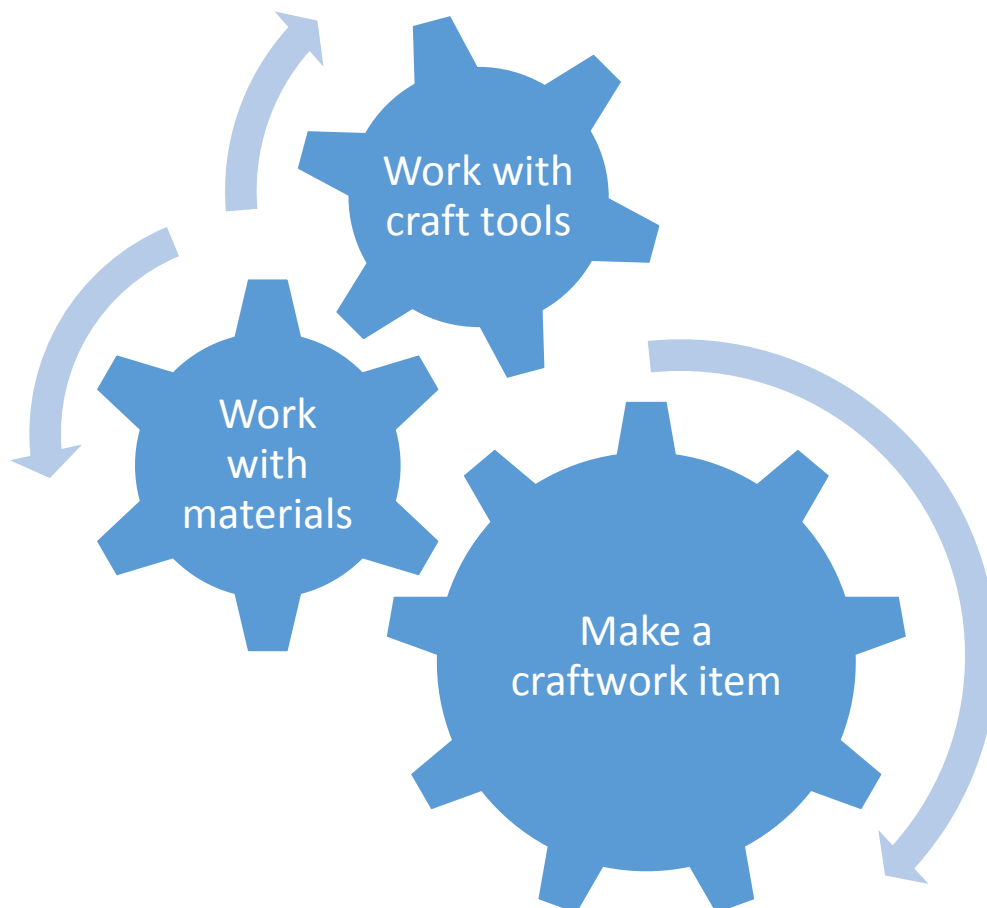 Work with
craft tools
Work
with
materials
Make a
craftwork item